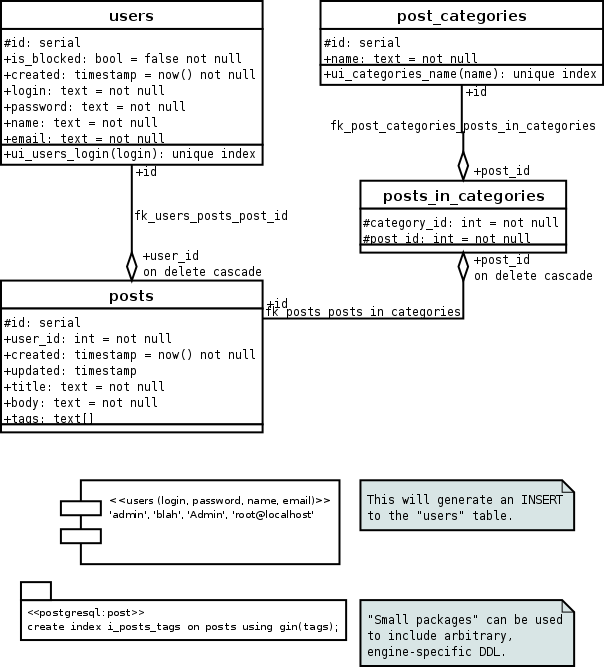 users
#id: serial
+is_blocked: bool = false not null
+created: timestamp = now() not null
+login: text = not null
+password: text = not null
+name: text = not null
+email: text = not null
+ui_users_login(login): unique index
+id
fk_users_posts_post_id
+user_id
on delete cascade
posts
#id: serial
+user_id: int = not null
+created: timestamp = now() not null
+updated: timestamp
+title: text = not null
+body: text = not null
+tags: text[]
post_categories
#id: serial
+name: text = not null
+ui_categories_name(name): unique index
+id
fk_post_categories_posts_in_categories
+post_id
posts_in_categories
#category_id: int = not null
#post_id: int = not null
+post_id
on delete cascade
+id
fk_posts_posts_in_categories
<<users (login, password, name, email)>>
'admin', 'blah', 'Admin', 'root@localhost'
This will generate an INSERT
to the "users" table.
<<postgresql:post>>
create index i_posts_tags on posts using gin(tags);
"Small packages" can be used
to include arbitrary,
engine-specific DDL.